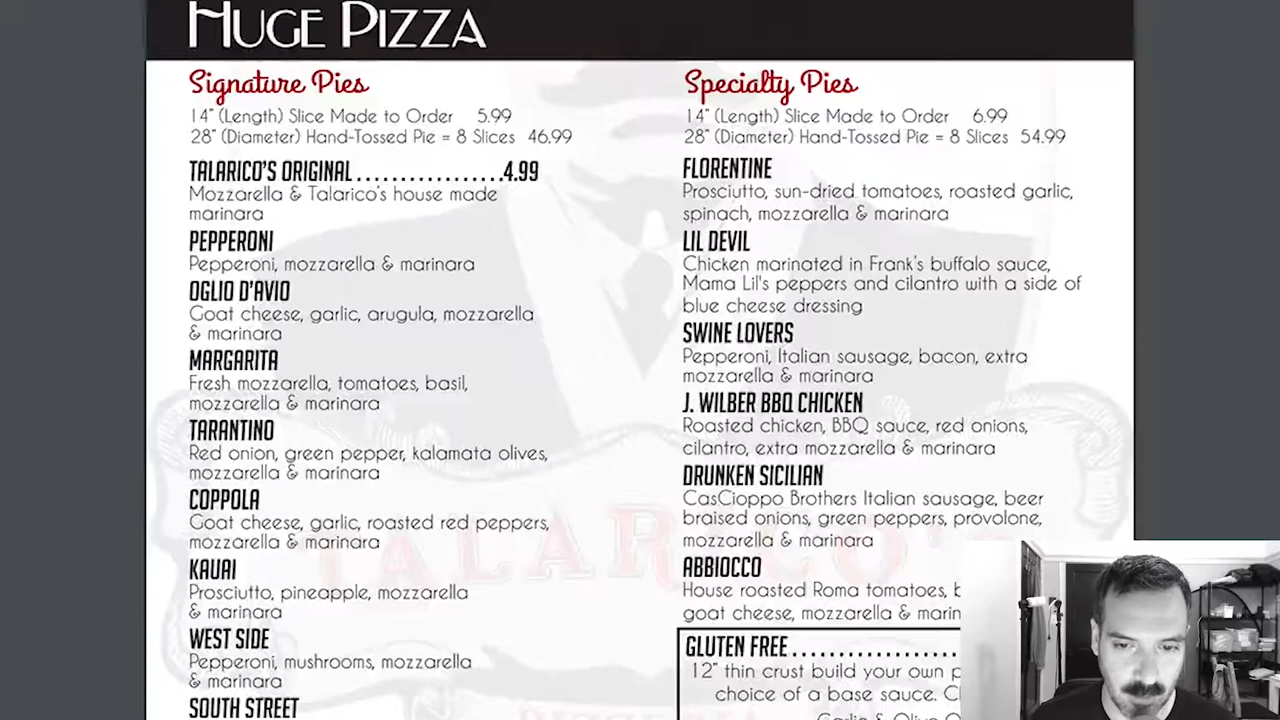 HUGE PIZZA
Signature Pies
14" (Length) Slice Made to Order 5.99
28" (Diameter) Hand-Tossed Pie = 8 Slices 46.99
TALARICO'S ORIGINAL.................4.99
Mozzarella & Talarico's house made
marinara
PEPPERONI
Pepperoni, mozzarella & marinara
OGLIO D'AVIO
Goat cheese, garlic, arugula, mozzarella
& marinara
MARGARITA
Fresh mozzarella, tomatoes, basil,
mozzarella & marinara
TARANTINO
Red onion, green pepper, kalamata olives,
mozzarella & marinara
COPPOLA
Goat cheese, garlic, roasted red peppers,
mozzarella & marinara
KAUAI
Prosciutto, pineapple, mozzarella
& marinara
WEST SIDE
Pepperoni, mushrooms, mozzarella
& marinara
SOUTH STREET
Specialty Pies
14" (Length) Slice Made to Order 6.99
28" (Diameter) Hand-Tossed Pie = 8 Slices 54.99
FLORENTINE
Prosciutto, sun-dried tomatoes, roasted garlic,
spinach, mozzarella & marinara
LIL DEVIL
Chicken marinated in Frank's buffalo sauce,
Mama Lil's peppers and cilantro with a side of
blue cheese dressing
SWINE LOVERS
Pepperoni, Italian sausage, bacon, extra
mozzarella & marinara
J. WILBER BBQ CHICKEN
Roasted chicken, BBQ sauce, red onions,
cilantro, extra mozzarella & marinara
DRUNKEN SICILIAN
CasCioppo Brothers Italian sausage, beer
braised onions, green peppers, provolone,
mozzarella & marinara
ABBIOCCO
House roasted Roma tomatoes,
goat cheese, mozzarella &
GLUTEN FREE..................
12" thin crust build your own
choice of a base sauce.
Garlic & Olive
TALARICO'S